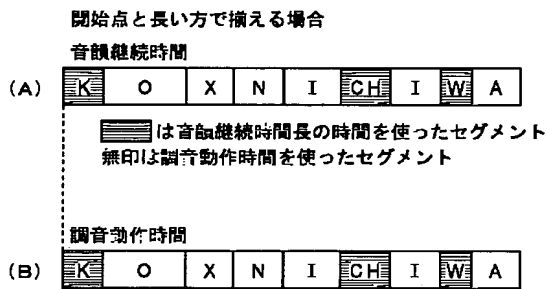 開始点と長い方で揃える場合
音韻継続時間
(A) K O X N I CH I W A
は音韻継続時間長の時間を使ったセグメント
無印は調音動作時間を使ったセグメント
調音動作時間
(B) K O X N I CH I W A